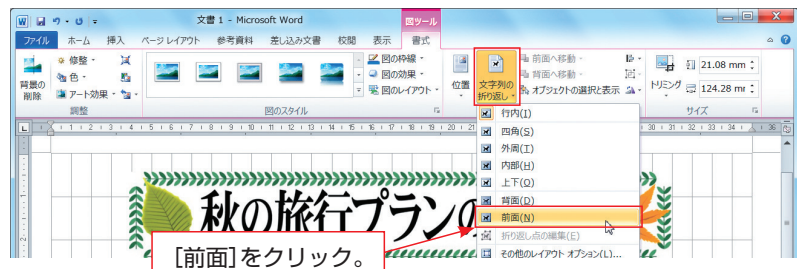 文書 1 - Microsoft Word
図ツール
ファイル ホーム 挿入 ページ レイアウト 参考資料 差し込み文書 校閲 表示 書式
背景の削除
修整
色
アート効果
調整
図のスタイル
図の枠線
図の効果
図のレイアウト
位置
文字列の折り返し
前面へ移動
背面へ移動
オブジェクトの選択と表示
トリミング
21.08 mm
124.28 mm
サイズ
行内(I)
四角(S)
外周(T)
内部(H)
上下(O)
背面(D)
前面(N)
折り返し点の編集(E)
その他のレイアウト オプション(L)...
秋の旅行プランの
[前面]をクリック。